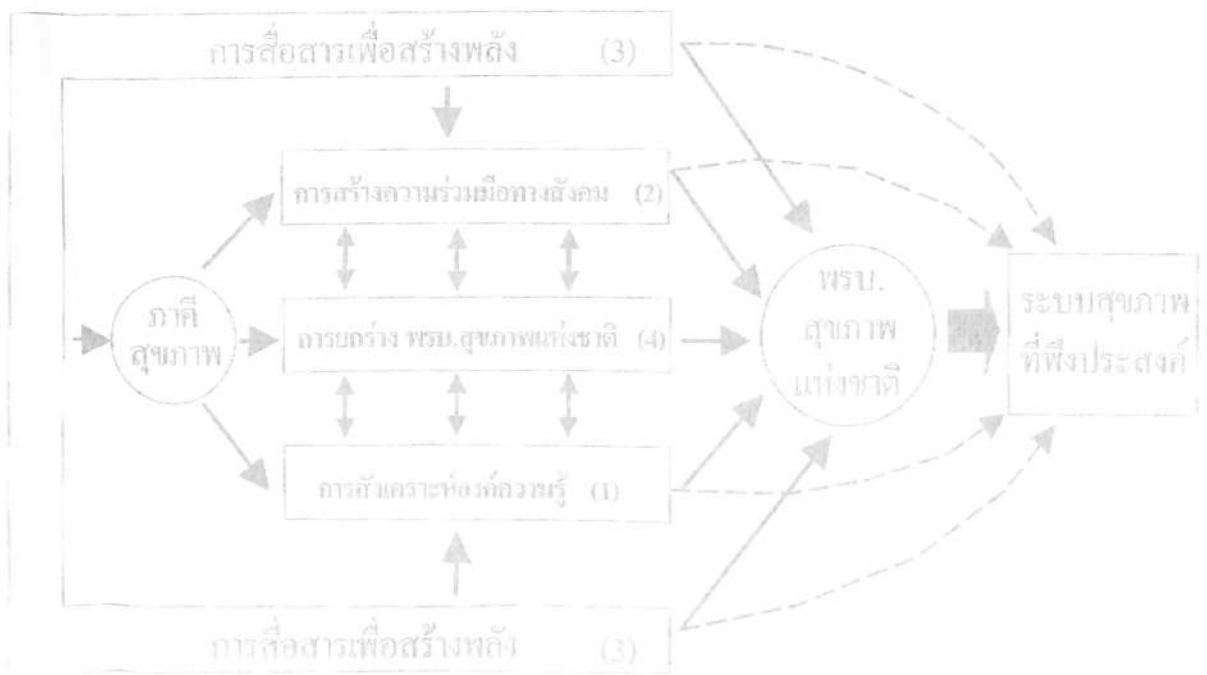 การสื่อสารเพื่อสร้างพลัง (3)
การสร้างความร่วมมือทางสังคม (2)
ภาคี
สุขภาพ
การยกร่าง พรบ.สุขภาพแห่งชาติ (4)
พรบ.
สุขภาพ
แห่งชาติ
ระบบสุขภาพ
ที่พึงประสงค์
การสังเคราะห์องค์ความรู้ (1)
การสื่อสารเพื่อสร้างพลัง (3)